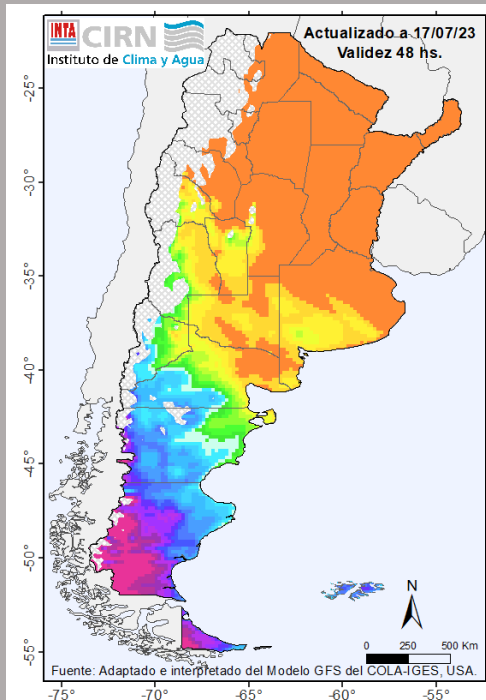 INTA CIRN
Instituto de Clima y Agua
Actualizado a 17/07/23
Validez 48 hs.
-25°
-30°
-35°
-40°
-45°
-50°
-55°
N
0 250 500 Km
Fuente: Adaptado e interpretado del Modelo GFS del COLA-IGES, USA.
-75° -70° -65° -60° -55°